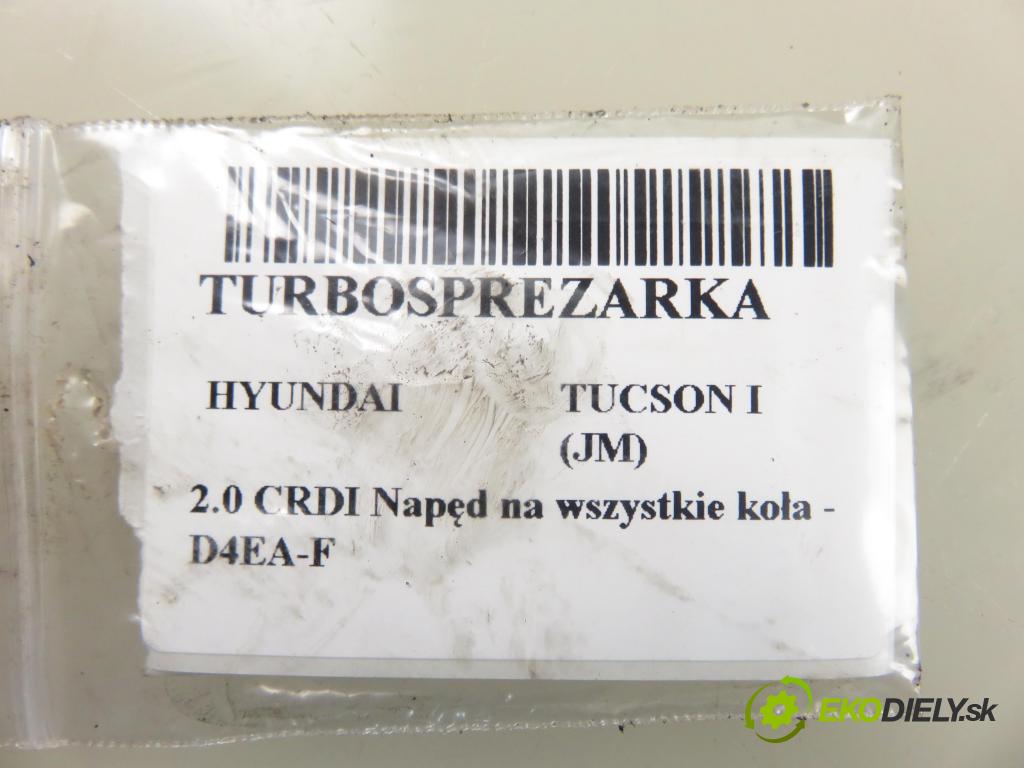 TURBOSPREZARKA
HYUNDAI TUCSON I
(JM)
2.0 CRDI Napęd na wszystkie koła -
D4EA-F
EKODIELY.sk